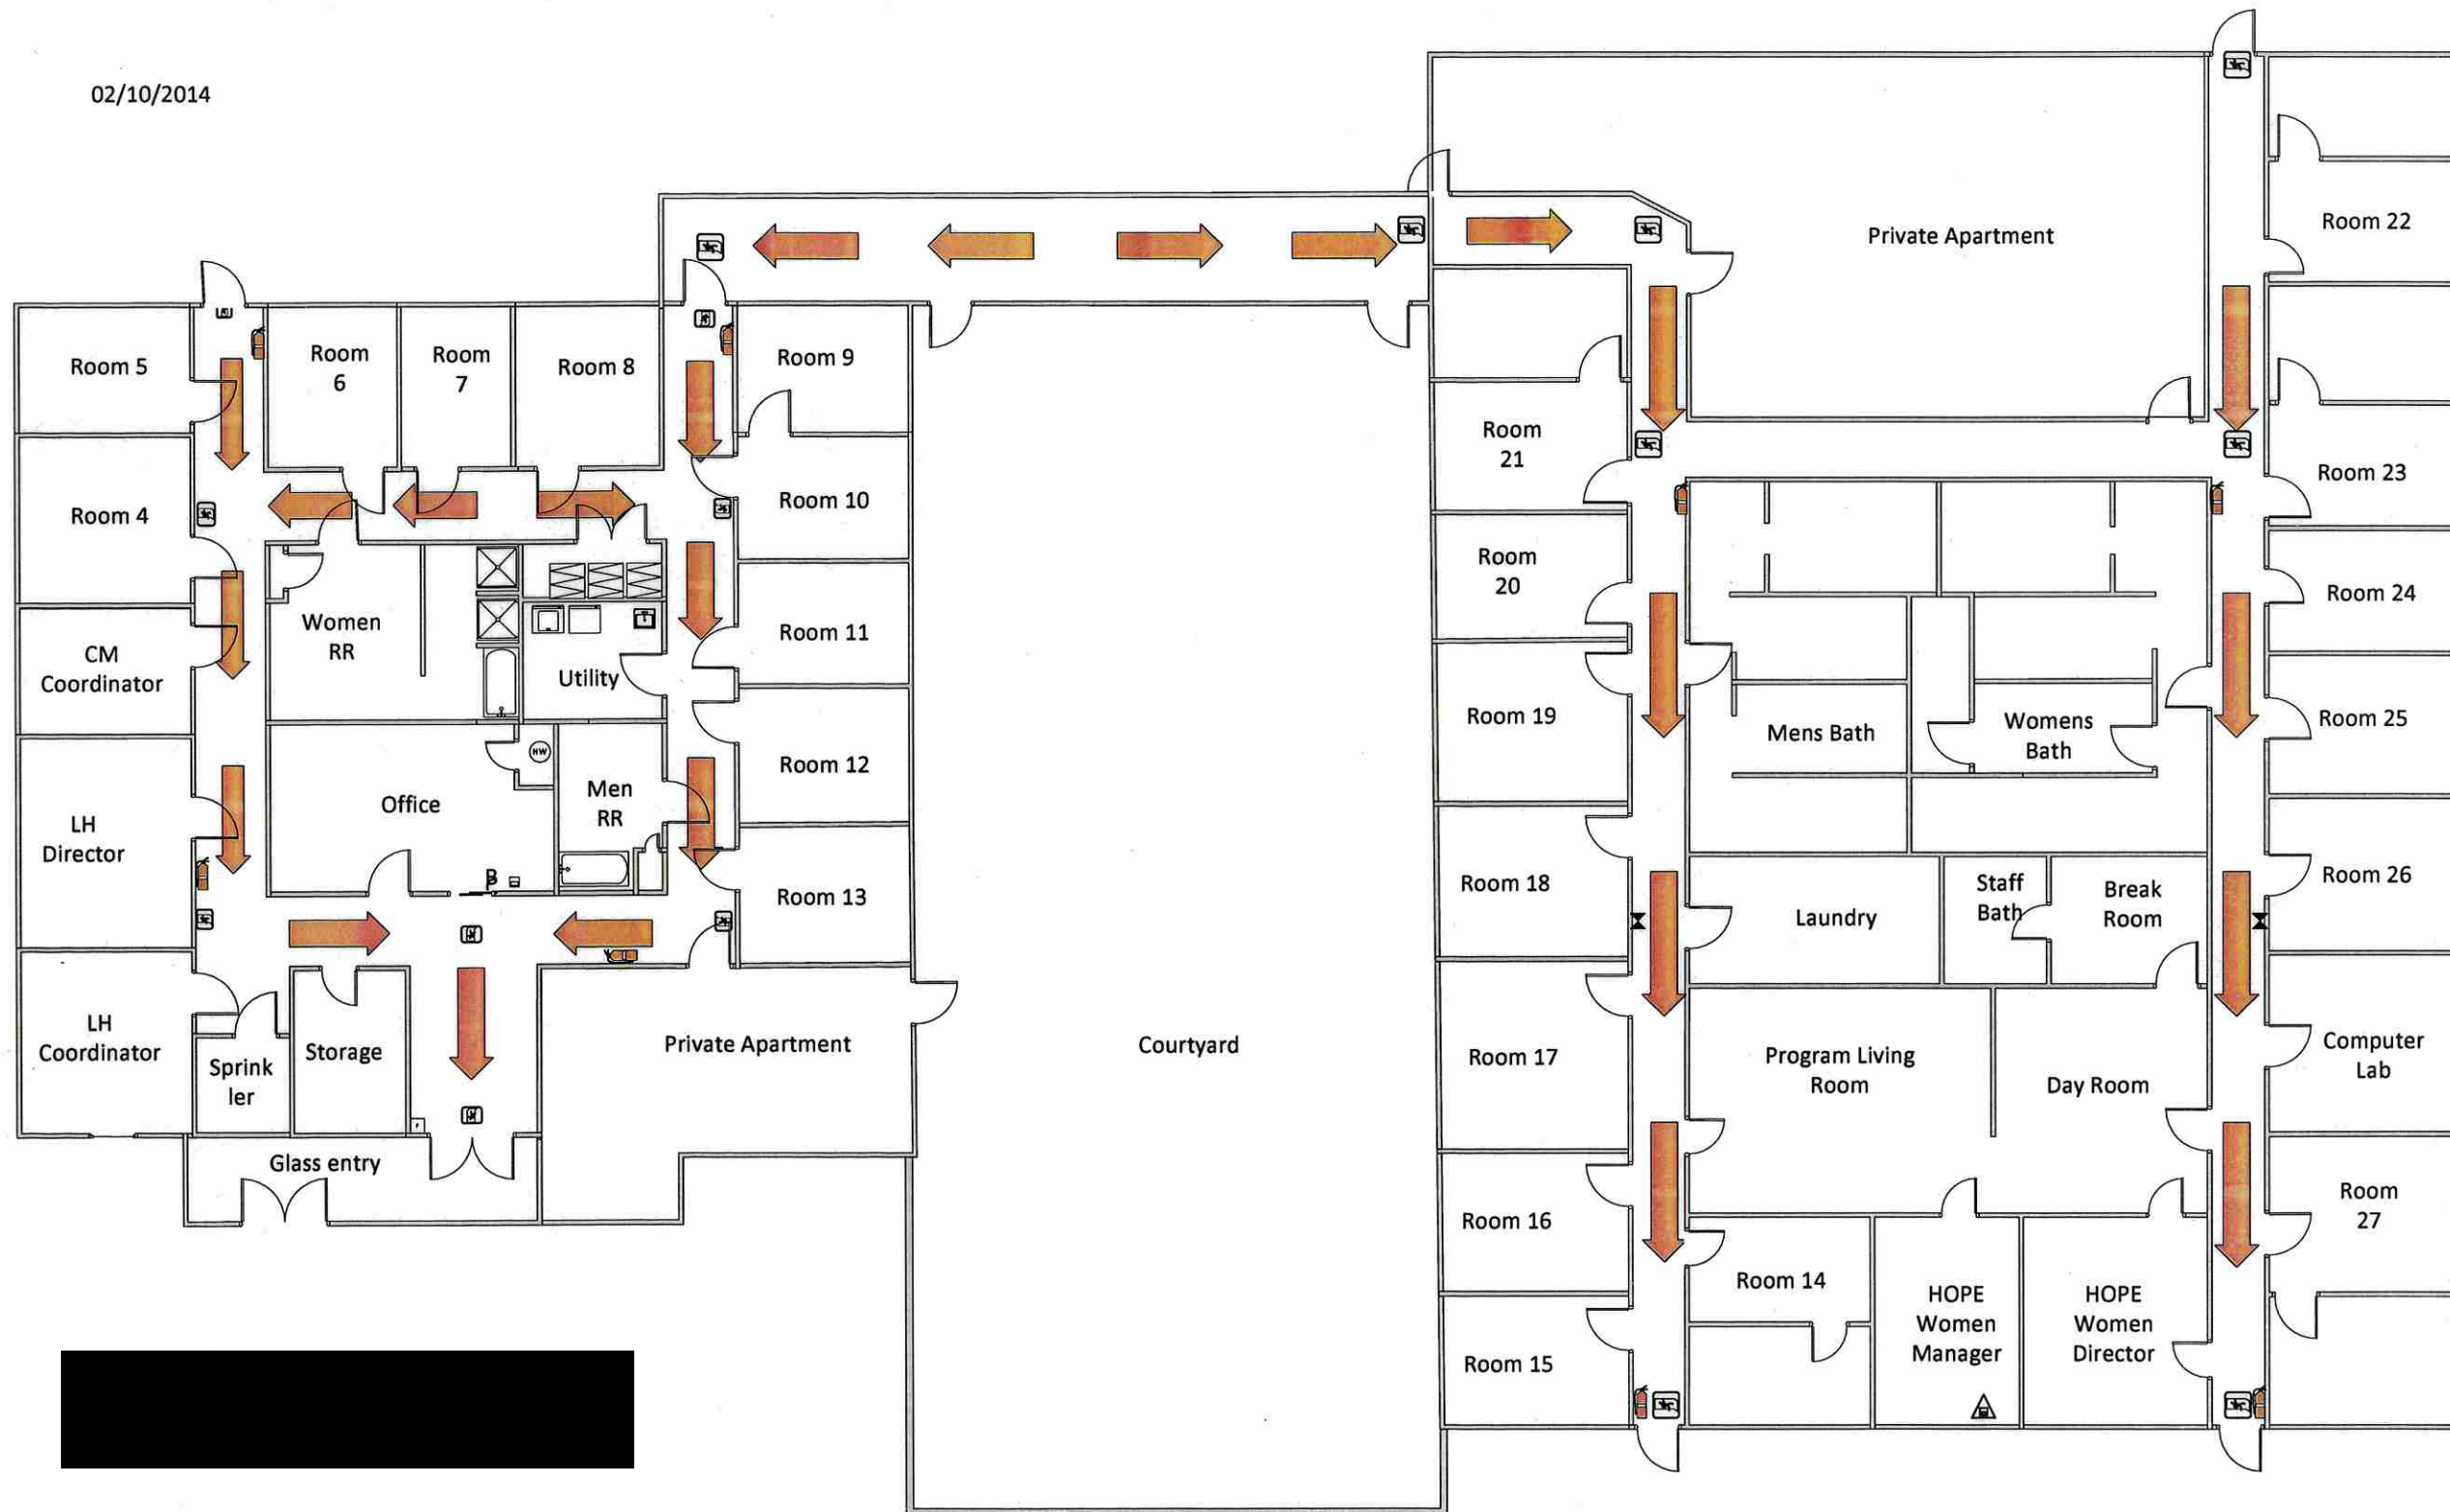 02/10/2014
Private Apartment
Room 22
Room 5
Room
6
Room
7
Room 8
Room 9
Room
21
Room 23
Room 4
Room 10
Room
20
Room 24
Women
RR
Room 11
CM
Coordinator
Utility
Room 19
Mens Bath
Womens
Bath
Room 25
HW
Room 12
LH
Director
Office
Men
RR
Room 13
Room 18
Laundry
Staff
Bath
Break
Room
Room 26
LH
Coordinator
Sprink
ler
Storage
Private Apartment
Courtyard
Room 17
Program Living
Room
Day Room
Computer
Lab
Glass entry
Room 16
Room 14
HOPE
Women
Manager
HOPE
Women
Director
Room
27
Room 15